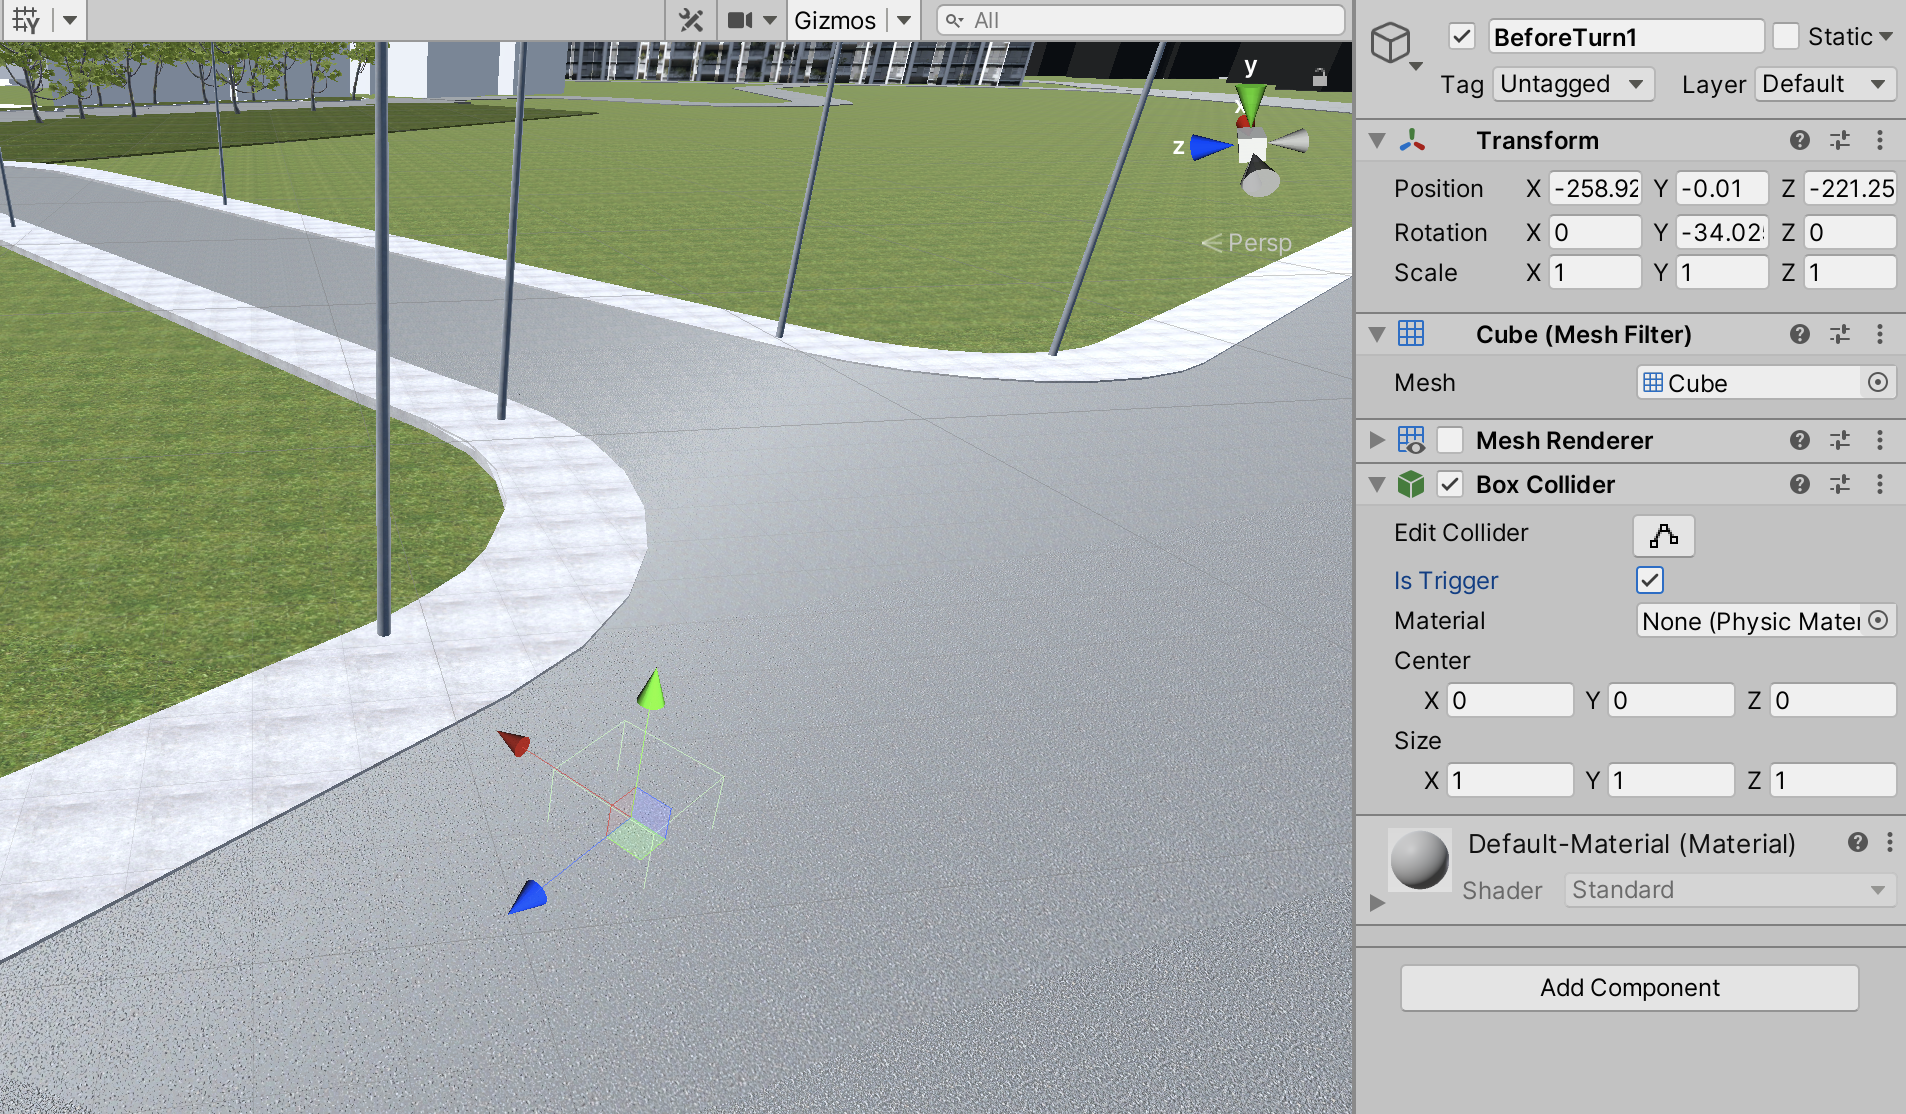 Gizmos
All
y
x
z
Persp
BeforeTurn1
Static
Tag Untagged Layer Default
Transform
Position X -258.92 Y -0.01 Z -221.25
Rotation X 0 Y -34.02 Z 0
Scale X 1 Y 1 Z 1
Cube (Mesh Filter)
Mesh Cube
Mesh Renderer
Box Collider
Edit Collider
Is Trigger
Material None (Physic Mater
Center
X 0 Y 0 Z 0
Size
X 1 Y 1 Z 1
Default-Material (Material)
Shader Standard
Add Component